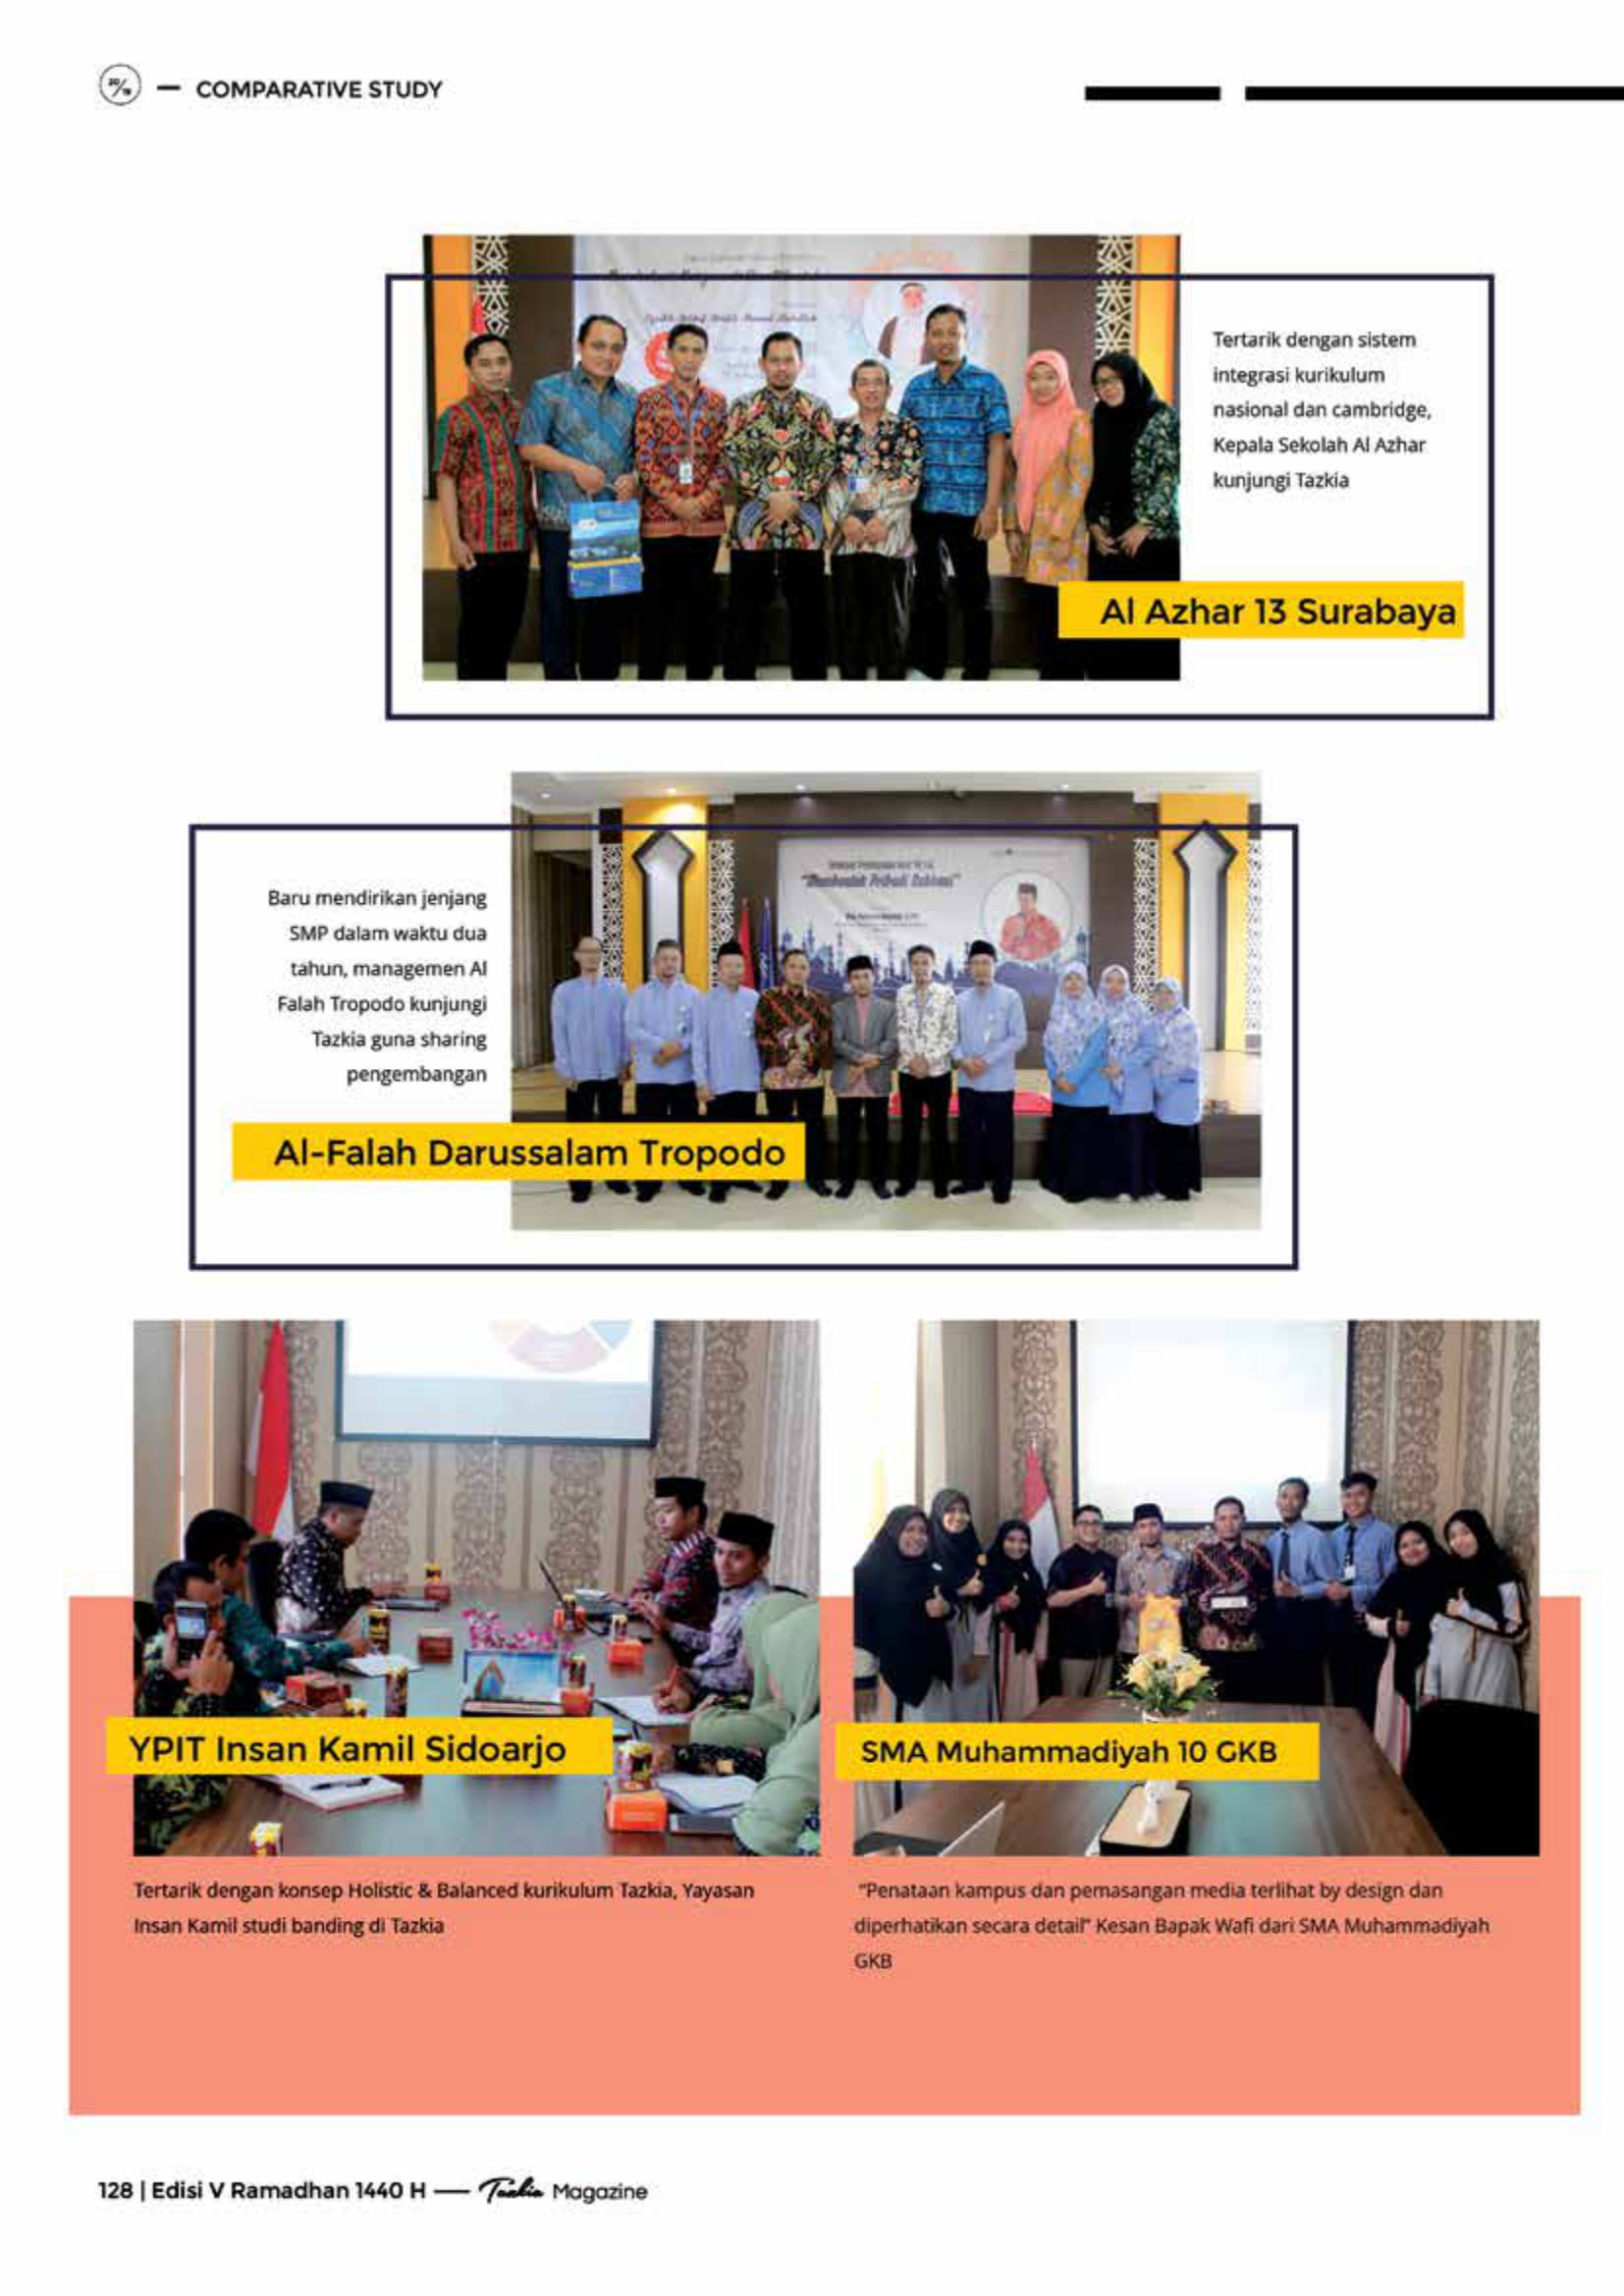 20/19 — COMPARATIVE STUDY
Tertarik dengan sistem
integrasi kurikulum
nasional dan cambridge,
Kepala Sekolah Al Azhar
kunjungi Tazkia
Al Azhar 13 Surabaya
Baru mendirikan jenjang
SMP dalam waktu dua
tahun, managemen Al
Falah Tropodo kunjungi
Tazkia guna sharing
pengembangan
Al-Falah Darussalam Tropodo
YPIT Insan Kamil Sidoarjo
Tertarik dengan konsep Holistic & Balanced kurikulum Tazkia, Yayasan
Insan Kamil studi banding di Tazkia
SMA Muhammadiyah 10 GKB
"Penataan kampus dan pemasangan media terlihat by design dan
diperhatikan secara detail" Kesan Bapak Wafi dari SMA Muhammadiyah
GKB
128 | Edisi V Ramadhan 1440 H — Tazkia Magazine